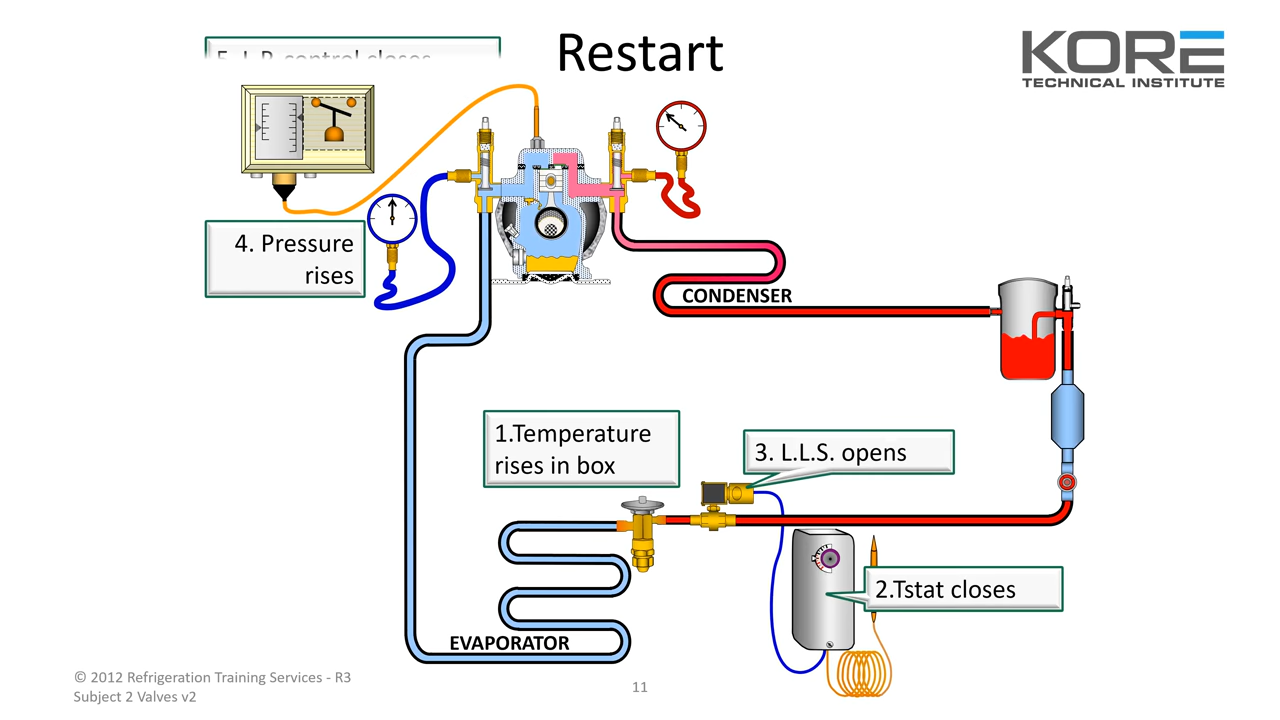 Restart
KORE
TECHNICAL INSTITUTE
4. Pressure
rises
CONDENSER
1.Temperature
rises in box
3. L.L.S. opens
2.Tstat closes
EVAPORATOR
© 2012 Refrigeration Training Services - R3
Subject 2 Valves v2
11